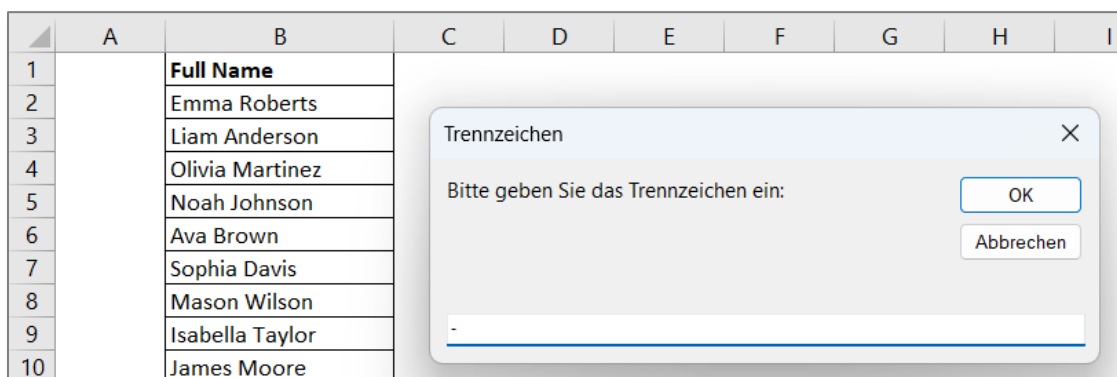 A B C D E F G H I
1 Full Name
2 Emma Roberts
3 Liam Anderson
4 Olivia Martinez
5 Noah Johnson
6 Ava Brown
7 Sophia Davis
8 Mason Wilson
9 Isabella Taylor
10 James Moore
Trennzeichen
Bitte geben Sie das Trennzeichen ein:
OK
Abbrechen
-